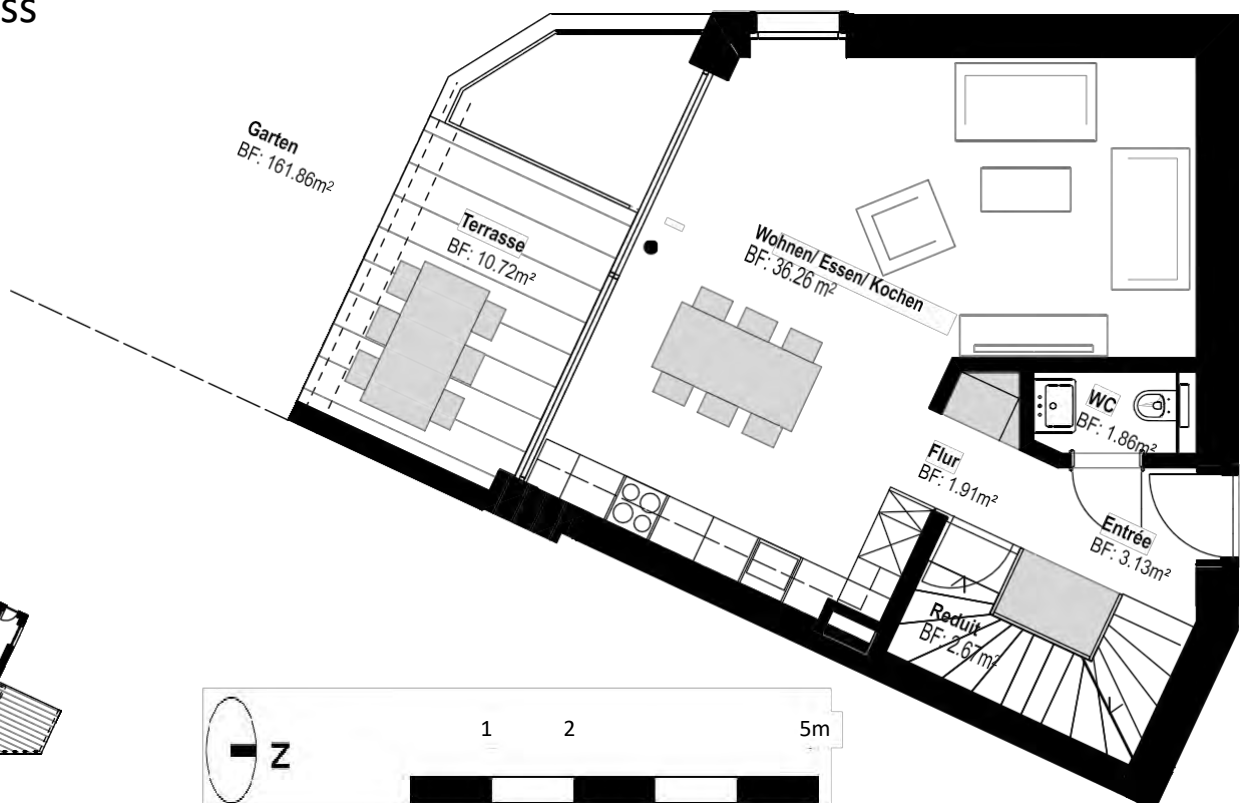 ss
Garten
BF: 161.86m²
Terrasse
BF: 10.72m²
Wohnen/ Essen/ Kochen
BF: 36.26 m²
WC
BF: 1.86m²
Flur
BF: 1.91m²
Entrée
BF: 3.13m²
Reduit
BF: 2.67m²
1 2 5m
N